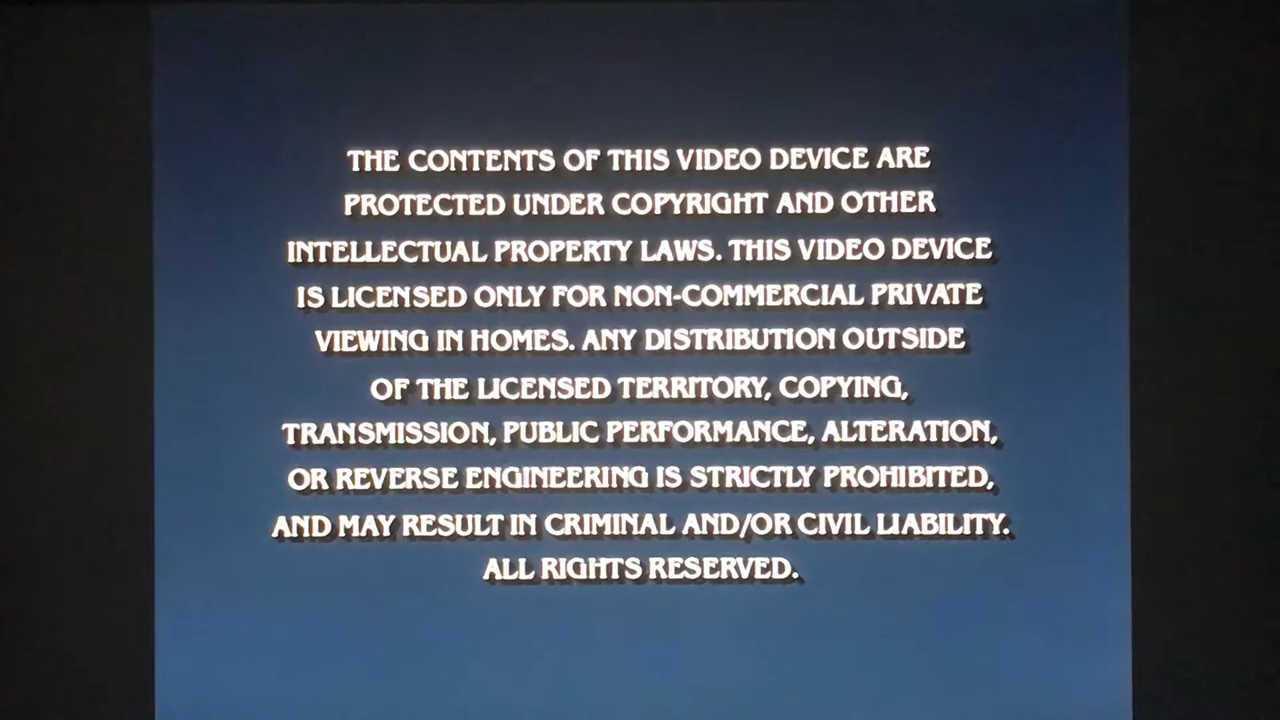 THE CONTENTS OF THIS VIDEO DEVICE ARE
PROTECTED UNDER COPYRIGHT AND OTHER
INTELLECTUAL PROPERTY LAWS. THIS VIDEO DEVICE
IS LICENSED ONLY FOR NON-COMMERCIAL PRIVATE
VIEWING IN HOMES. ANY DISTRIBUTION OUTSIDE
OF THE LICENSED TERRITORY, COPYING,
TRANSMISSION, PUBLIC PERFORMANCE, ALTERATION,
OR REVERSE ENGINEERING IS STRICTLY PROHIBITED,
AND MAY RESULT IN CRIMINAL AND/OR CIVIL LIABILITY.
ALL RIGHTS RESERVED.